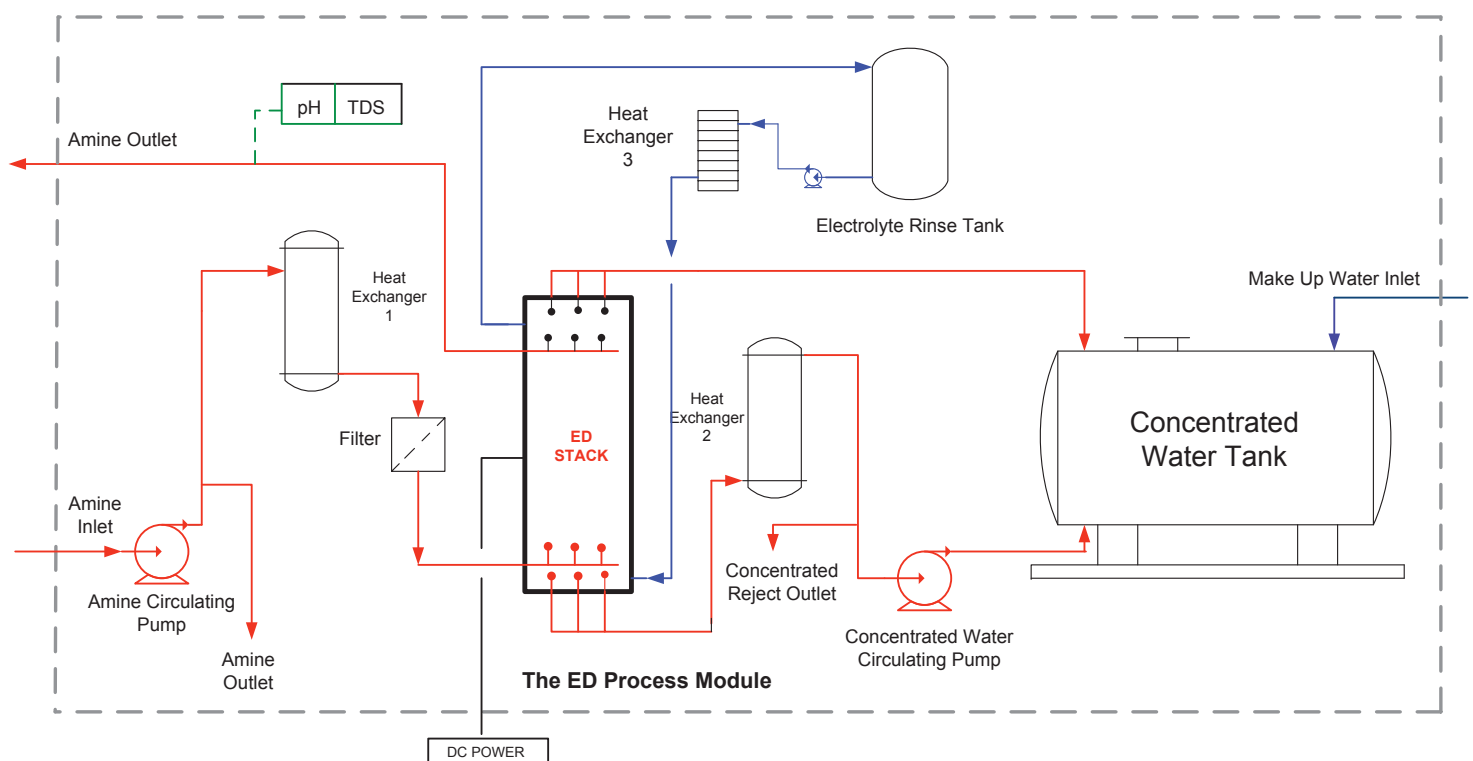 pH TDS
Amine Outlet
Heat
Exchanger
3
Electrolyte Rinse Tank
Make Up Water Inlet
Heat
Exchanger
1
Filter
ED
STACK
Heat
Exchanger
2
Concentrated
Water Tank
Amine
Inlet
Amine Circulating
Pump
Amine
Outlet
Concentrated
Reject Outlet
Concentrated Water
Circulating Pump
The ED Process Module
DC POWER